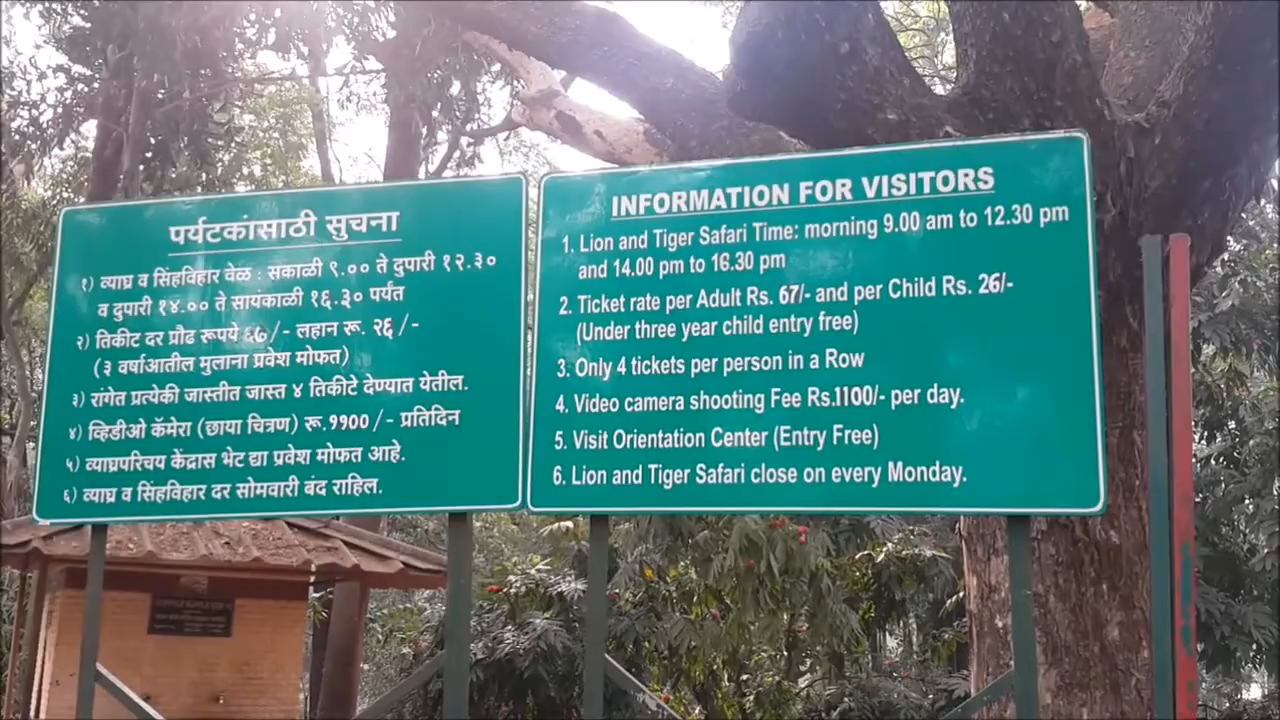 पर्यटकांसाठी सुचना
१) व्याघ्र व सिंहविहार वेळ : सकाळी ९.०० ते दुपारी १२.३०
व दुपारी १४.०० ते सायंकाळी १६.३० पर्यंत
२) तिकीट दर प्रौढ रूपये ६७/- लहान रू. २६/-
(३ वर्षाआतील मुलाना प्रवेश मोफत)
३) रांगेत प्रत्येकी जास्तीत जास्त ४ तिकीटे देण्यात येतील.
४) व्हिडीओ कॅमेरा (छाया चित्रण) रू.११००/- प्रतिदिन
५) व्याघ्रपरिचय केंद्रास भेट द्या प्रवेश मोफत आहे.
६) व्याघ्र व सिंहविहार दर सोमवारी बंद राहिल.
INFORMATION FOR VISITORS
1. Lion and Tiger Safari Time: morning 9.00 am to 12.30 pm
and 14.00 pm to 16.30 pm
2. Ticket rate per Adult Rs. 67/- and per Child Rs. 26/-
(Under three year child entry free)
3. Only 4 tickets per person in a Row
4. Video camera shooting Fee Rs.1100/- per day.
5. Visit Orientation Center (Entry Free)
6. Lion and Tiger Safari close on every Monday.